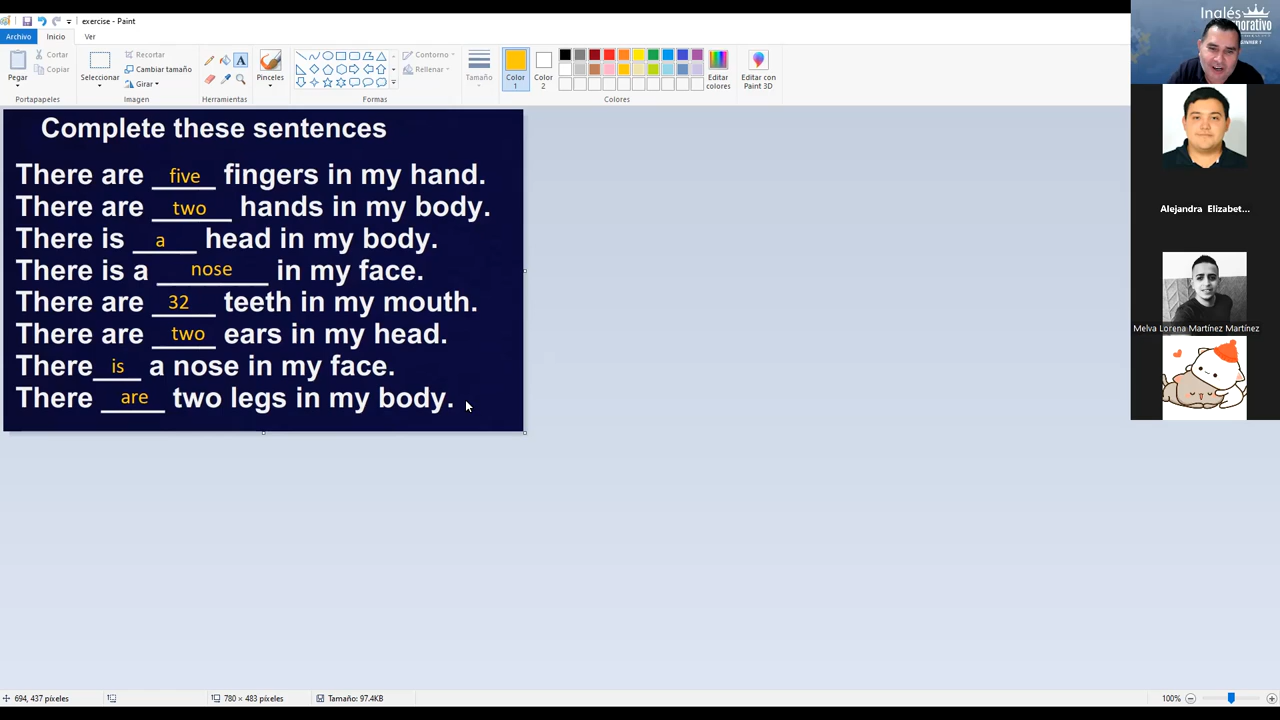 exercise - Paint
Archivo Inicio Ver
Pegar
Cortar
Copiar
Portapapeles
Seleccionar
Recortar
Cambiar tamaño
Girar
Imagen
A
Herramientas
Pinceles
Contorno
Rellenar
Formas
Tamaño
Color 1
Color 2
Editar colores
Colores
Editar con Paint 3D
Complete these sentences
There are five fingers in my hand.
There are two hands in my body.
There is a head in my body.
There is a nose in my face.
There are 32 teeth in my mouth.
There are two ears in my head.
There is a nose in my face.
There are two legs in my body.
Inglés
Alejandra Elizabet...
Melva Lorena Martínez Martínez
694, 437 píxeles
780 × 483 píxeles
Tamaño: 97.4KB
100%